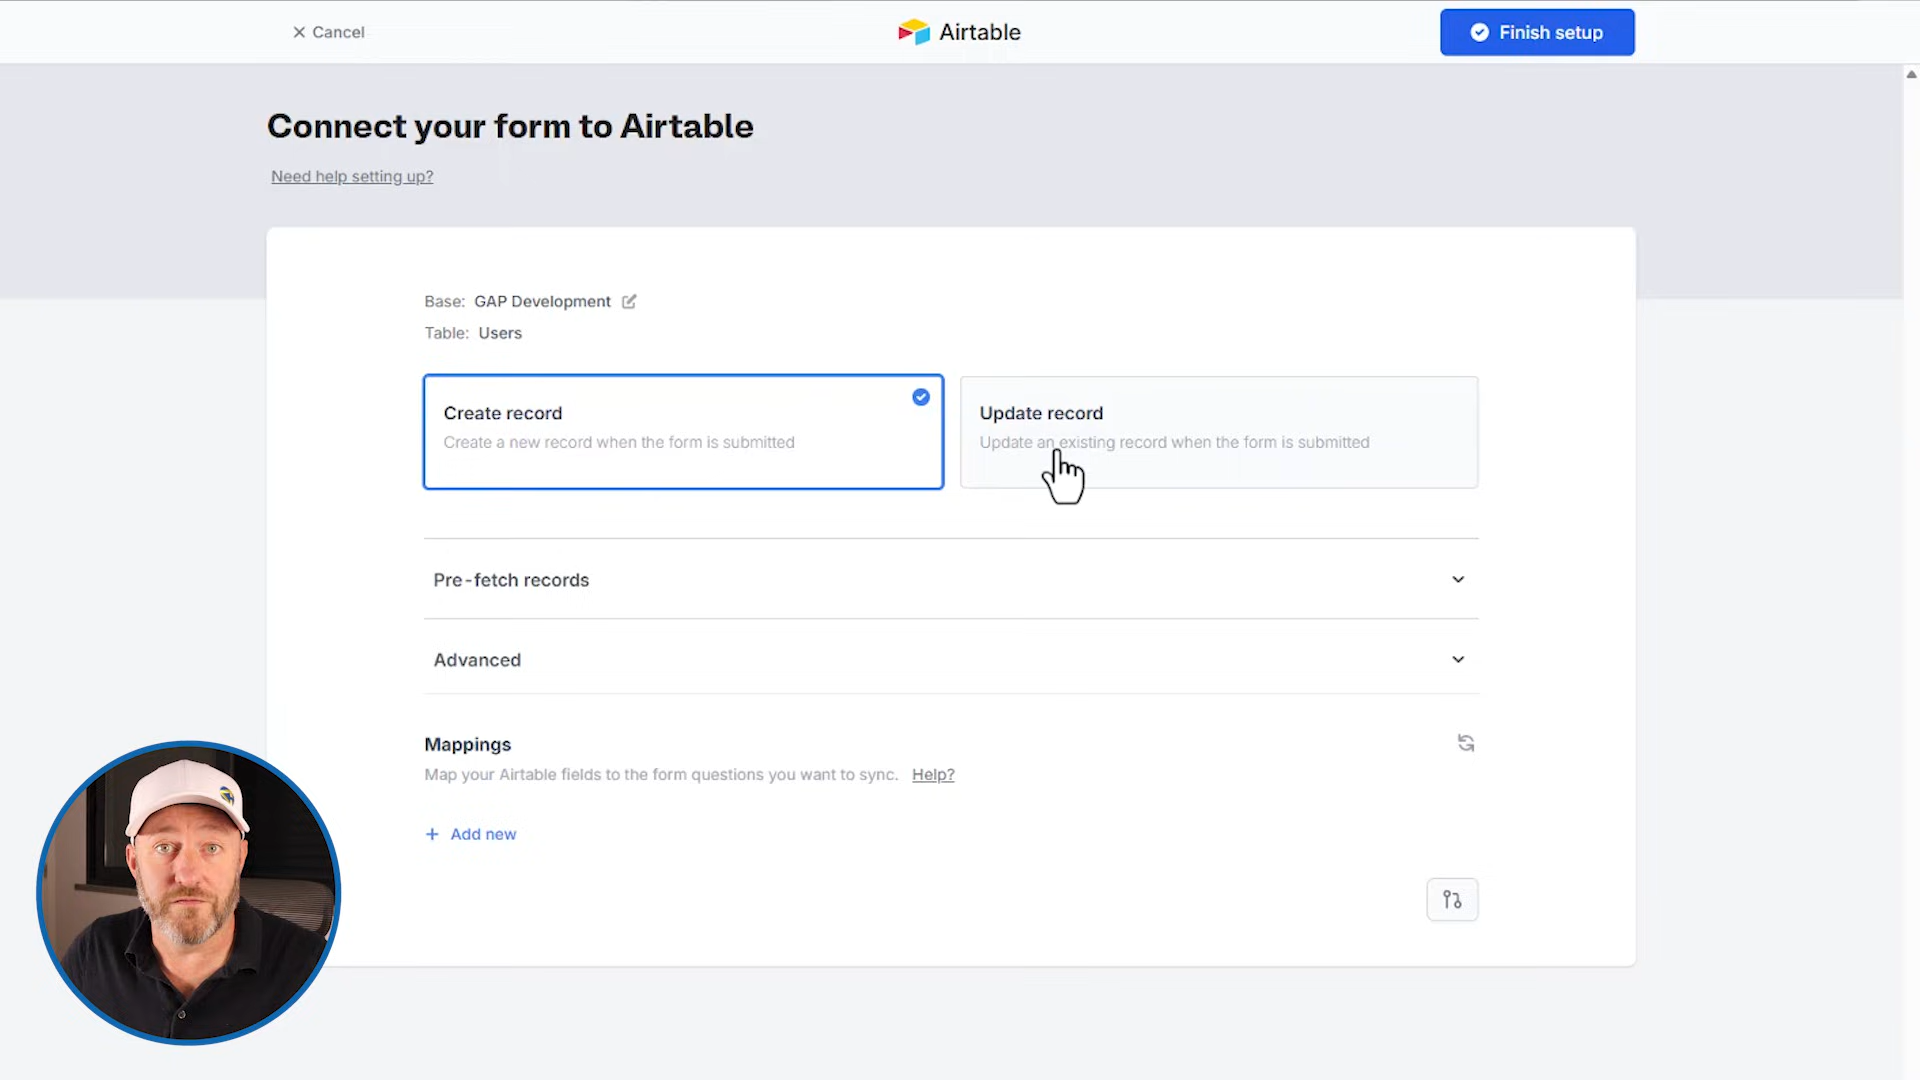 Cancel
Airtable
Finish setup
Connect your form to Airtable
Need help setting up?
Base: GAP Development
Table: Users
Create record
Create a new record when the form is submitted
Update record
Update an existing record when the form is submitted
Pre-fetch records
Advanced
Mappings
Map your Airtable fields to the form questions you want to sync. Help?
+ Add new